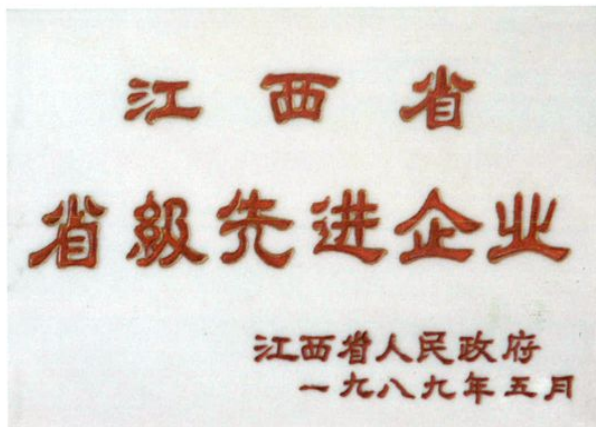 江西省
省级先进企业
江西省人民政府
一九八九年五月